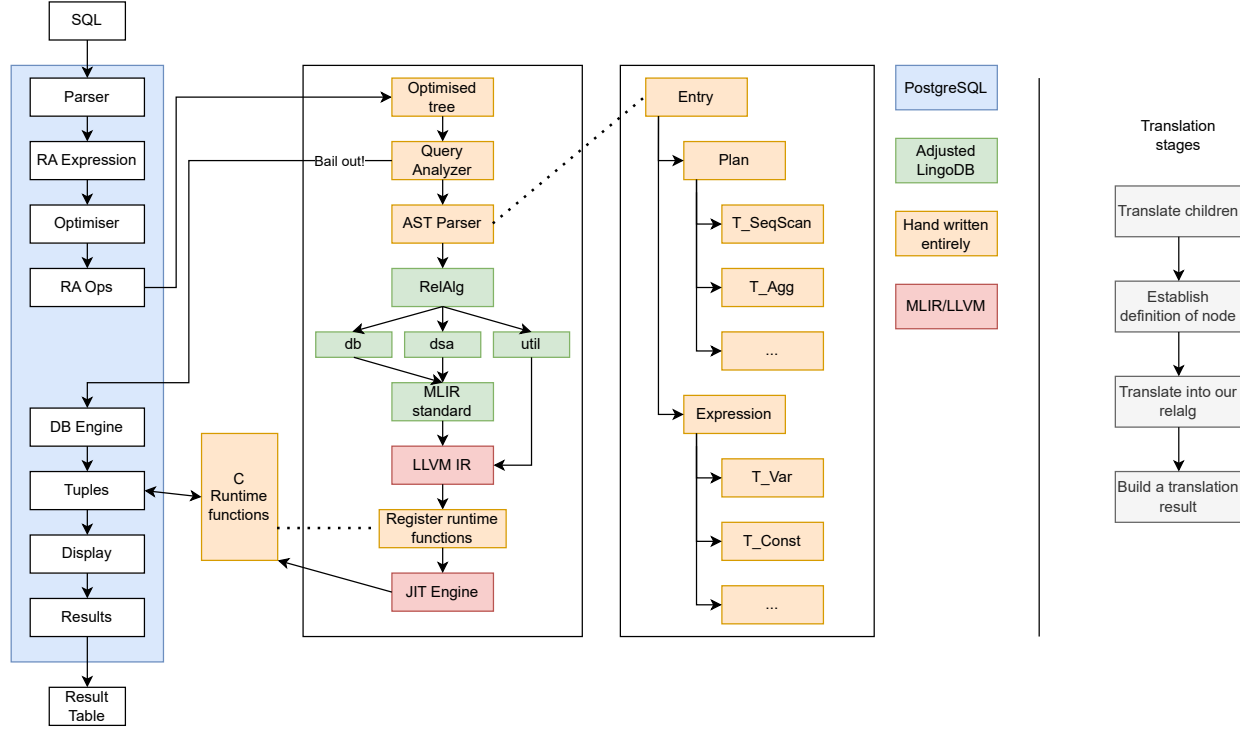 SQL
Parser
RA Expression
Optimiser
RA Ops
DB Engine
Tuples
Display
Results
Result
Table
C
Runtime
functions
Optimised
tree
Bail out!
Query
Analyzer
AST Parser
RelAlg
db
dsa
util
MLIR
standard
LLVM IR
Register runtime
functions
JIT Engine
Entry
Plan
T_SeqScan
T_Agg
...
Expression
T_Var
T_Const
...
PostgreSQL
Adjusted
LingoDB
Hand written
entirely
MLIR/LLVM
Translation
stages
Translate children
Establish
definition of node
Translate into our
relalg
Build a translation
result